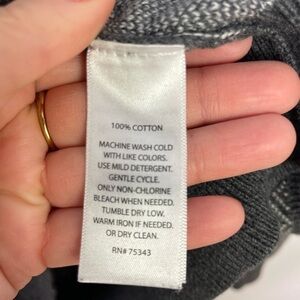 100% COTTON
MACHINE WASH COLD
WITH LIKE COLORS.
USE MILD DETERGENT.
GENTLE CYCLE.
ONLY NON-CHLORINE
BLEACH WHEN NEEDED.
TUMBLE DRY LOW.
WARM IRON IF NEEDED.
OR DRY CLEAN.
RN# 75343